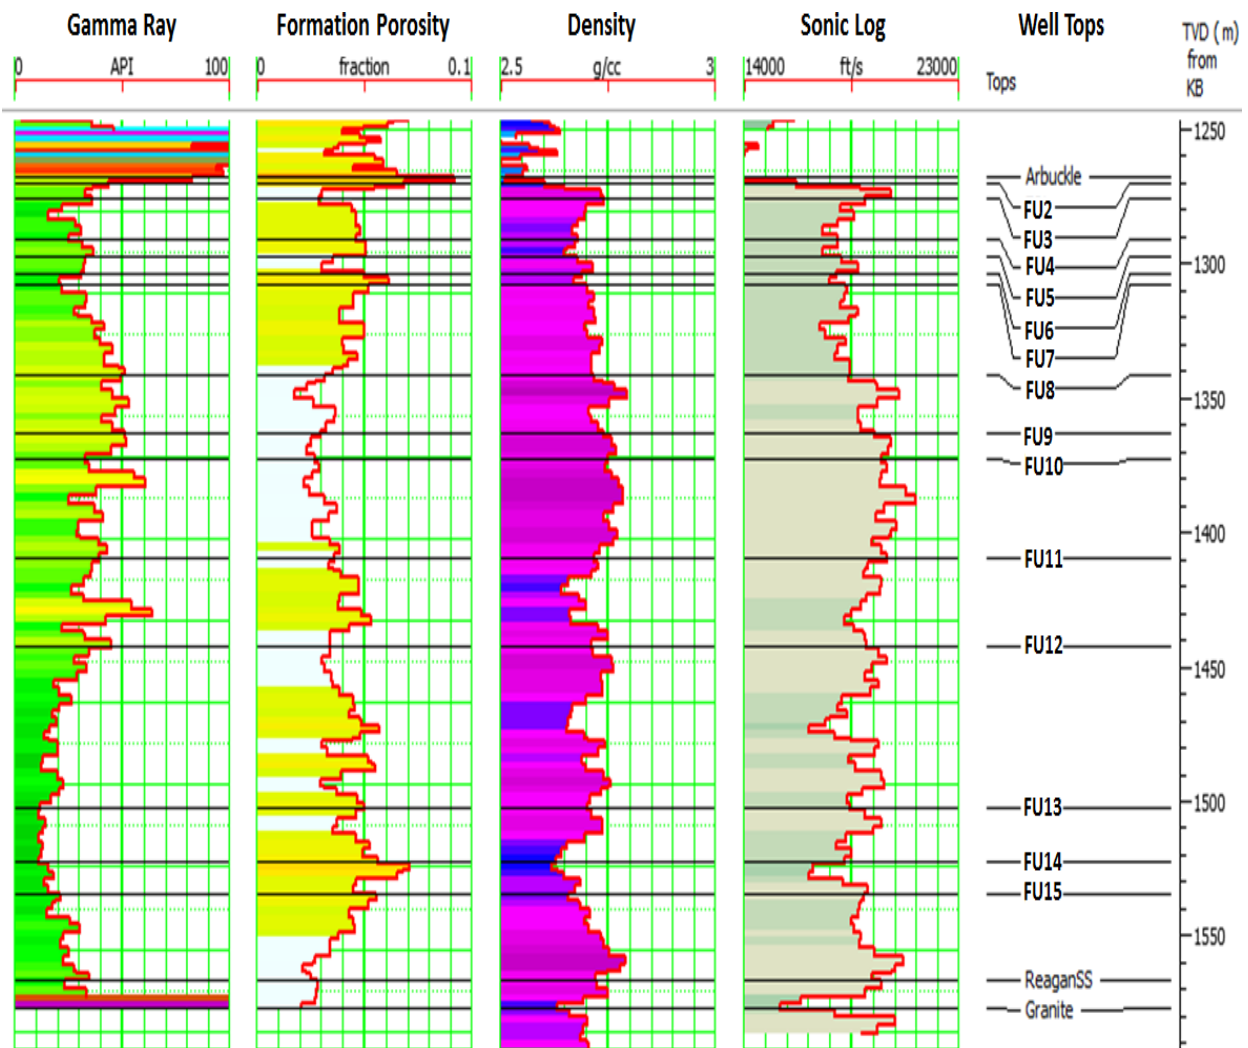 Gamma Ray Formation Porosity Density Sonic Log Well Tops TVD ( m )
from
KB
0 API 100 0 fraction 0.1 2.5 g/cc 3 14000 ft/s 23000 Tops
1250
Arbuckle
FU2
FU3
FU4
1300
FU5
FU6
FU7
FU8
1350
FU9
FU10
1400
FU11
FU12
1450
1500
FU13
FU14
FU15
1550
ReaganSS
Granite